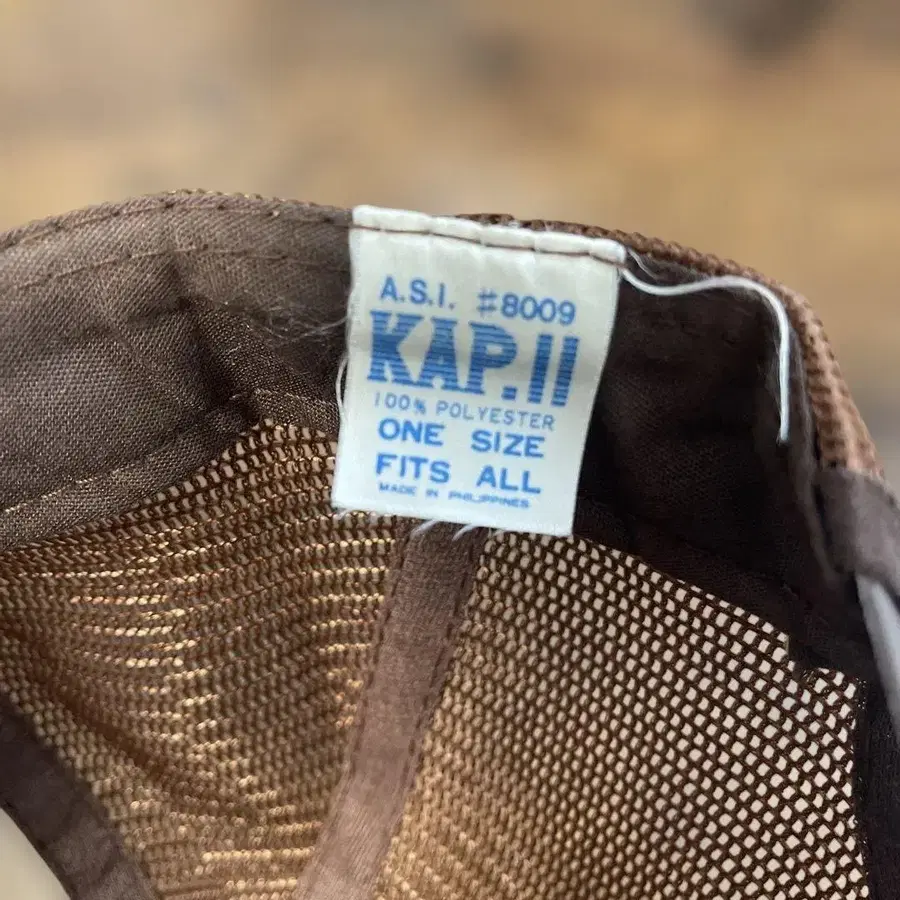 A.S.I. #8009
KAP.II
100% POLYESTER
ONE SIZE
FITS ALL
MADE IN PHILIPPINES